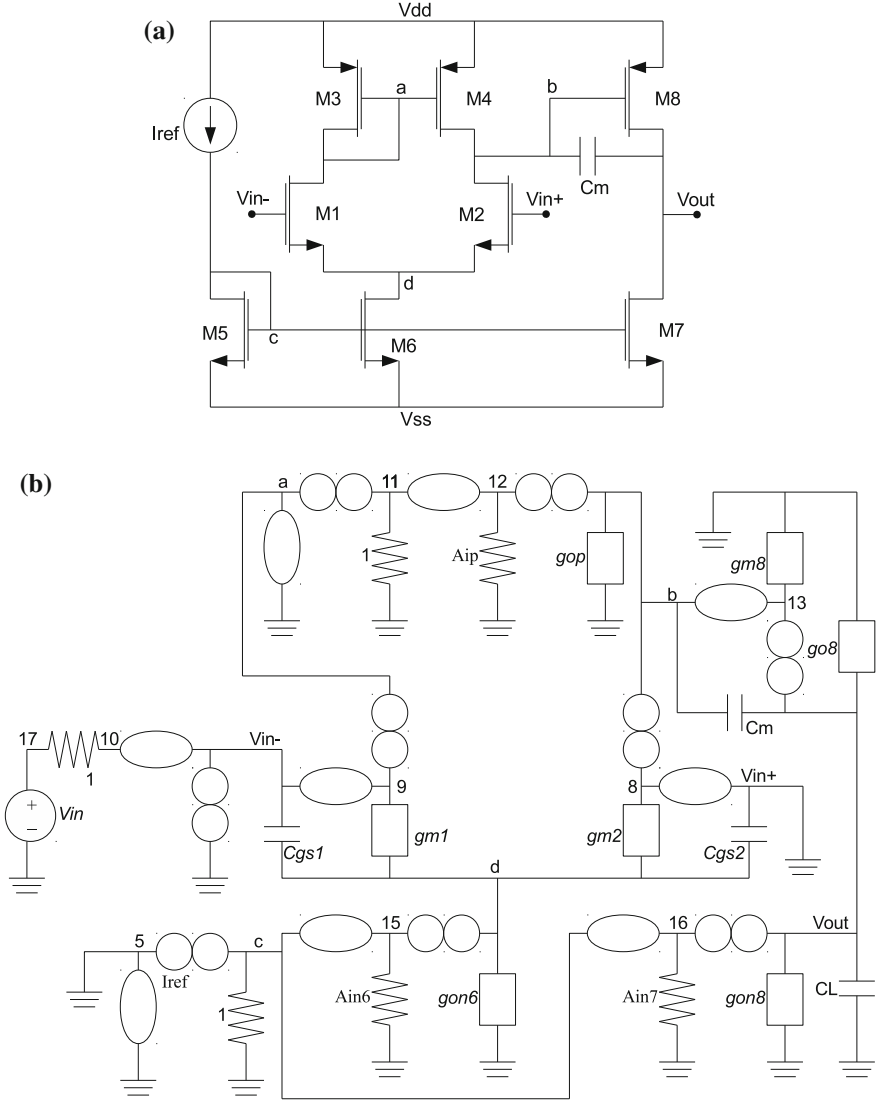 (a)
Vdd
M3
a
M4
b
M8
Iref
Cm
Vin-
M1
M2
Vin+
Vout
d
M5
c
M6
M7
Vss
(b)
a
11
12
1
Aip
gop
gm8
b
13
go8
Cm
17
10
Vin-
1
Vin
9
8
Vin+
Cgs1
gm1
gm2
Cgs2
d
5
c
15
16
Vout
Iref
1
Ain6
gon6
Ain7
gon8
CL